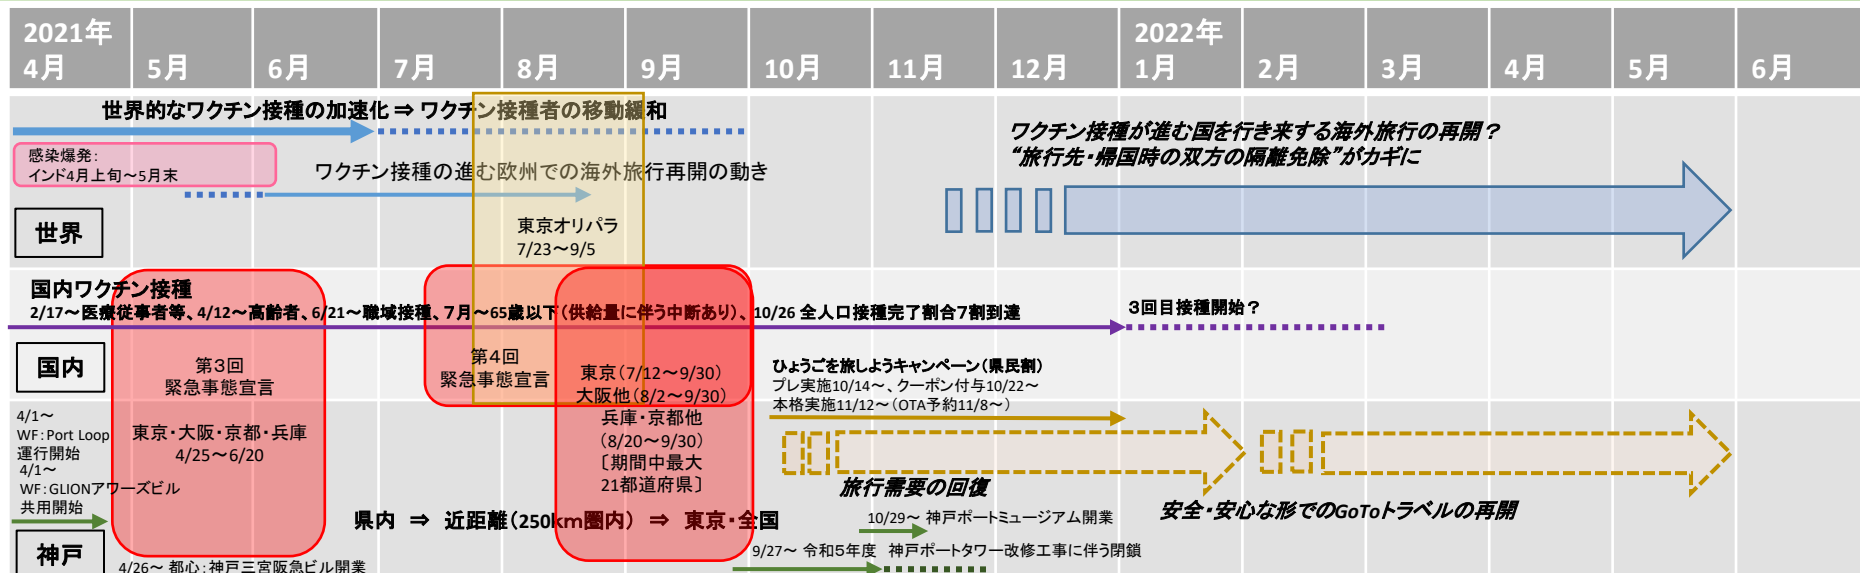 2021年
4月
5月
6月
7月
8月
9月
10月
11月
12月
2022年
1月
2月
3月
4月
5月
6月
世界的なワクチン接種の加速化 ⇒ ワクチン接種者の移動緩和
感染爆発:
インド4月上旬～5月末
ワクチン接種の進む欧州での海外旅行再開の動き
ワクチン接種が進む国を行き来する海外旅行の再開？
“旅行先・帰国時の双方の隔離免除”がカギに
世界
東京オリパラ
7/23～9/5
国内ワクチン接種
2/17～医療従事者等、4/12～高齢者、6/21～職域接種、7月～65歳以下(供給量に伴う中断あり)、10/26 全人口接種完了割合7割到達
3回目接種開始？
国内
第3回
緊急事態宣言
東京・大阪・京都・兵庫
4/25～6/20
第4回
緊急事態宣言
東京(7/12～9/30)
大阪他(8/2～9/30)
兵庫・京都他
(8/20～9/30)
〔期間中最大
21都道府県〕
ひょうごを旅しようキャンペーン(県民割)
プレ実施10/14～、クーポン付与10/22～
本格実施11/12～(OTA予約11/8～)
4/1～
WF:Port Loop
運行開始
4/1～
WF:GLIONアワーズビル
共用開始
旅行需要の回復
安全・安心な形でのGoToトラベルの再開
県内 ⇒ 近距離(250km圏内) ⇒ 東京・全国
10/29～ 神戸ポートミュージアム開業
9/27～ 令和5年度 神戸ポートタワー改修工事に伴う閉鎖
神戸
4/26～ 都心:神戸三宮阪急ビル開業